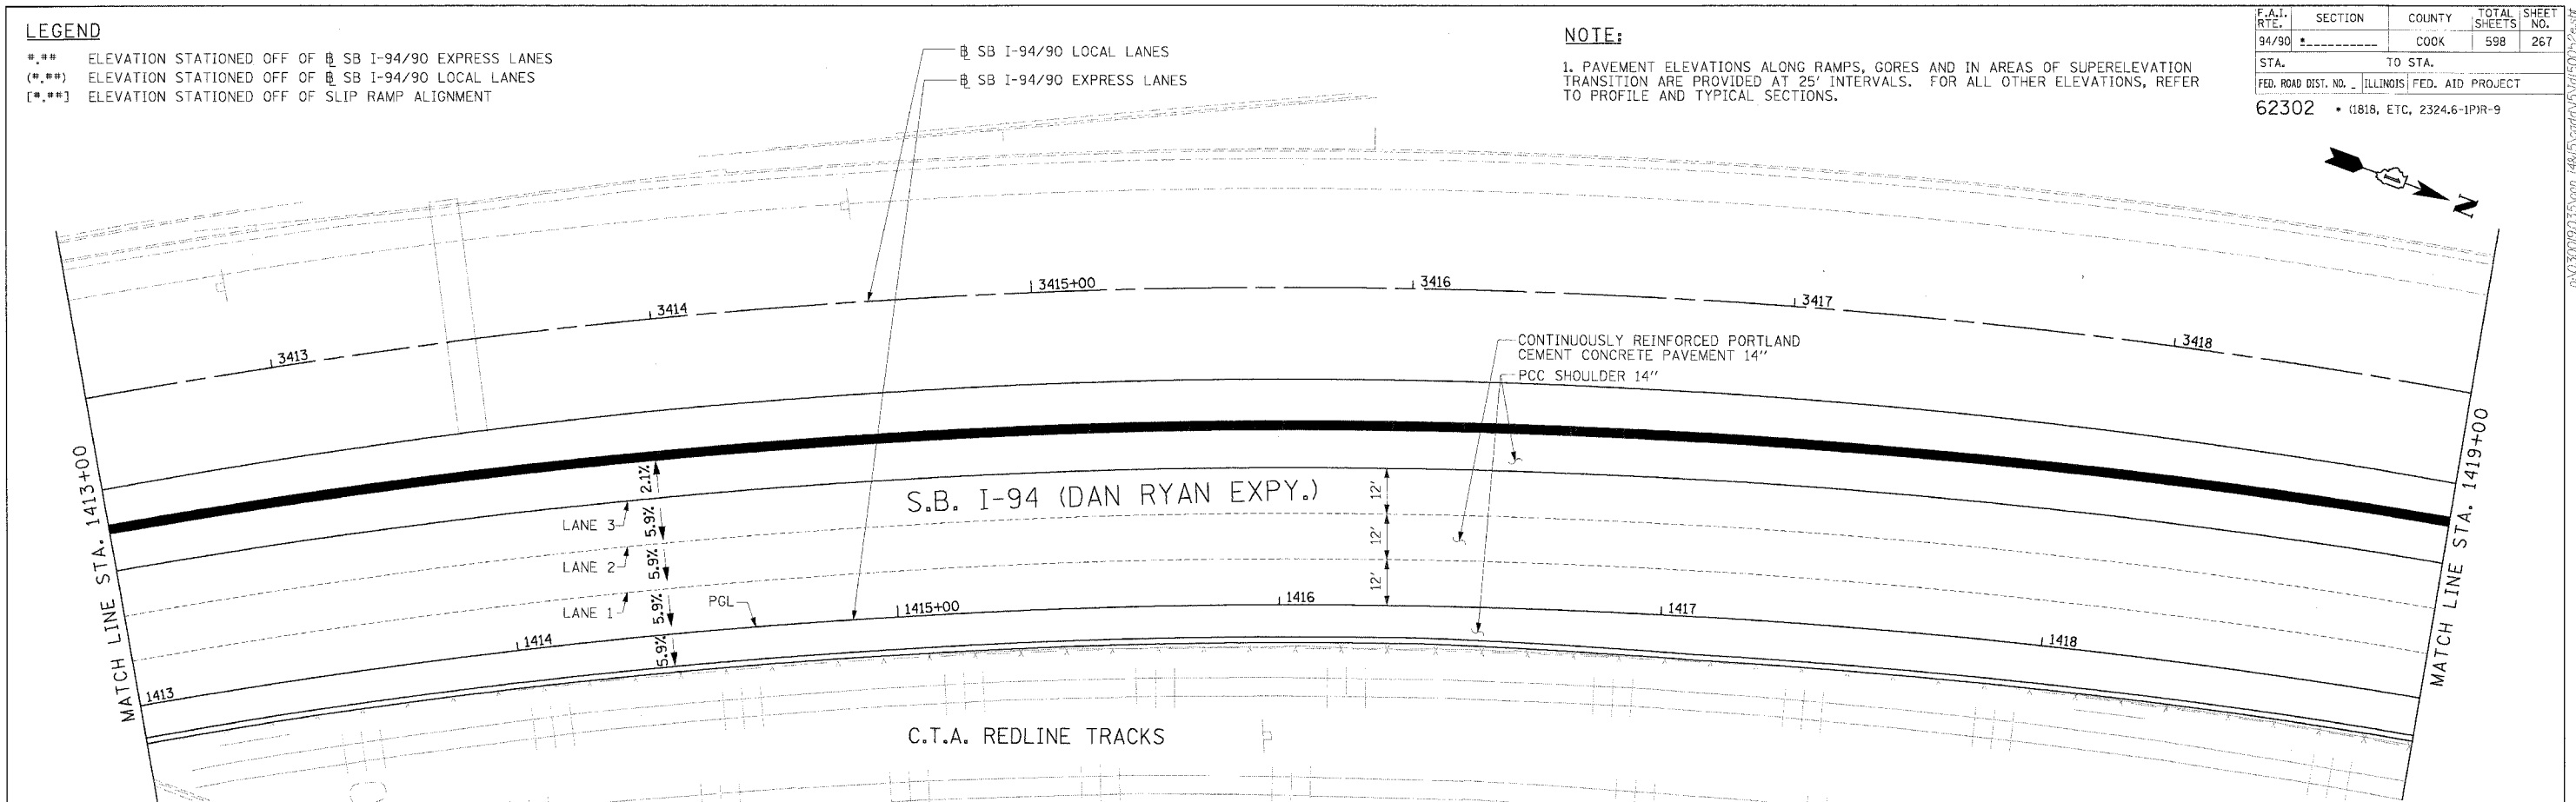 LEGEND
#.## ELEVATION STATIONED OFF OF ℄ SB I-94/90 EXPRESS LANES
(#.##) ELEVATION STATIONED OFF OF ℄ SB I-94/90 LOCAL LANES
[#.##] ELEVATION STATIONED OFF OF SLIP RAMP ALIGNMENT
℄ SB I-94/90 LOCAL LANES
℄ SB I-94/90 EXPRESS LANES
NOTE:
1. PAVEMENT ELEVATIONS ALONG RAMPS, GORES AND IN AREAS OF SUPERELEVATION
TRANSITION ARE PROVIDED AT 25' INTERVALS. FOR ALL OTHER ELEVATIONS, REFER
TO PROFILE AND TYPICAL SECTIONS.
F.A.I. RTE. SECTION COUNTY TOTAL SHEETS SHEET NO.
94/90 *__________ COOK 598 267
STA. TO STA.
FED. ROAD DIST. NO. _ ILLINOIS FED. AID PROJECT
62302 * (1818, ETC, 2324.6-1P)R-9
N
3413
3414
3415+00
3416
3417
3418
CONTINUOUSLY REINFORCED PORTLAND
CEMENT CONCRETE PAVEMENT 14"
PCC SHOULDER 14"
MATCH LINE STA. 1413+00
MATCH LINE STA. 1419+00
S.B. I-94 (DAN RYAN EXPY.)
2.1%
5.9%
5.9%
5.9%
5.9%
LANE 3
LANE 2
LANE 1
12'
12'
12'
PGL
1413
1414
1415+00
1416
1417
1418
C.T.A. REDLINE TRACKS